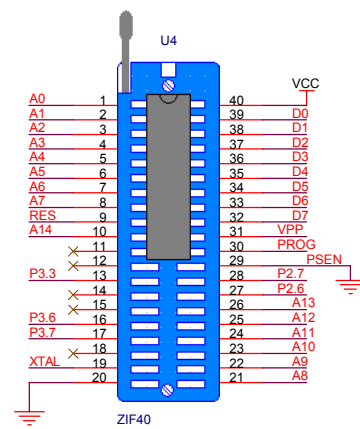 U4
VCC
A0 1 40
A1 2 39 D0
A2 3 38 D1
A3 4 37 D2
A4 5 36 D3
A5 6 35 D4
A6 7 34 D5
A7 8 33 D6
RES 9 32 D7
A14 10 31 VPP
11 30 PROG
12 29 PSEN
P3.3 13 28 P2.7
14 27 P2.6
15 26 A13
P3.6 16 25 A12
P3.7 17 24 A11
18 23 A10
XTAL 19 22 A9
20 21 A8
ZIF40